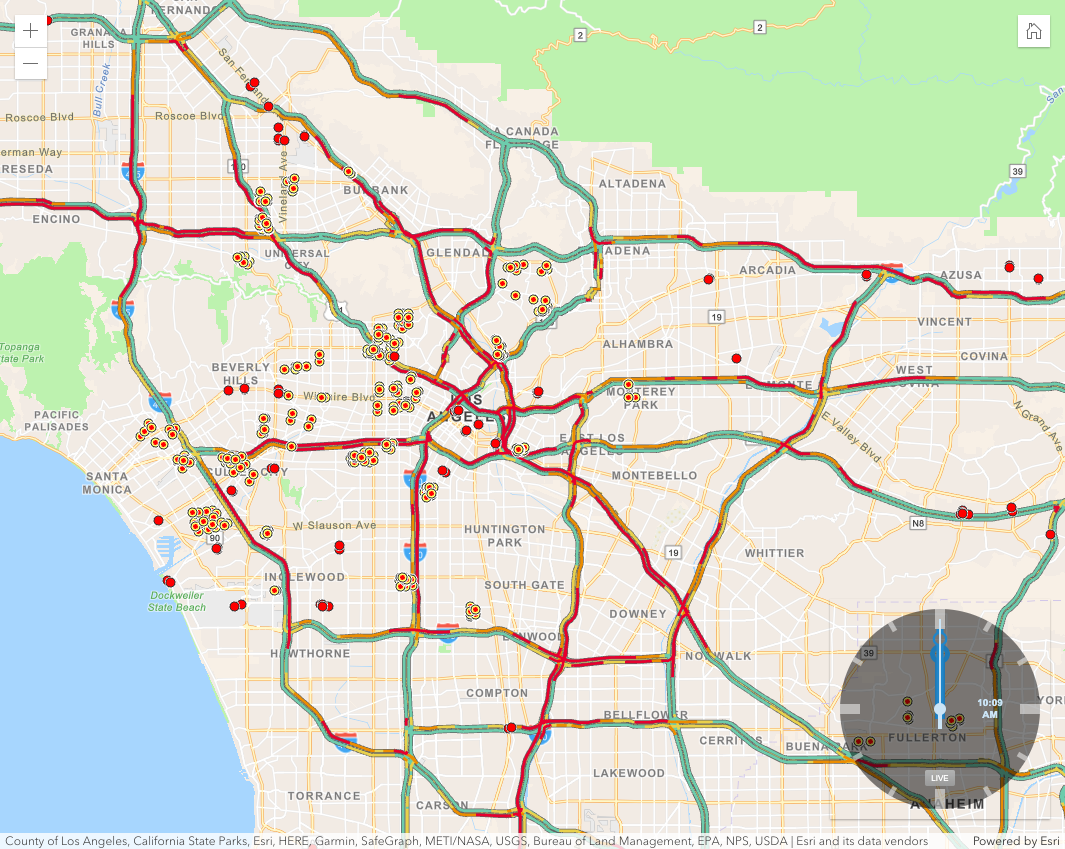 SAN
FERNANDO
GRANADA
HILLS
2
2
Bull Creek
San Fernando
Roscoe Blvd
Roscoe Blvd
erman Way
RESEDA
LA CANADA
FLINTRIDGE
39
Vineland Ave
BURBANK
ALTADENA
ENCINO
UNIVERSAL
CITY
GLENDALE
ADENA
ARCADIA
AZUSA
19
VINCENT
Topanga
State Park
ALHAMBRA
COVINA
BEVERLY
HILLS
WEST
COVINA
EL MONTE
Wilshire Blvd
MONTEREY
PARK
LOS
ANGELES
PACIFIC
PALISADES
N Grand Ave
E Valley Blvd
EAST LOS
ANGELES
SANTA
MONICA
CULVER CITY
MONTEBELLO
W Slauson Ave
90
HUNTINGTON
PARK
N8
19
WHITTIER
INGLEWOOD
SOUTH GATE
Dockweiler
State Beach
DOWNEY
LYNWOOD
HAWTHORNE
NORWALK
39
COMPTON
10:09
AM
YOR
BELLFLOWER
CERRITOS
BUENA PARK
FULLERTON
LAKEWOOD
LIVE
TORRANCE
CARSON
ANAHEIM
County of Los Angeles, California State Parks, Esri, HERE, Garmin, SafeGraph, METI/NASA, USGS, Bureau of Land Management, EPA, NPS, USDA | Esri and its data vendors
Powered by Esri